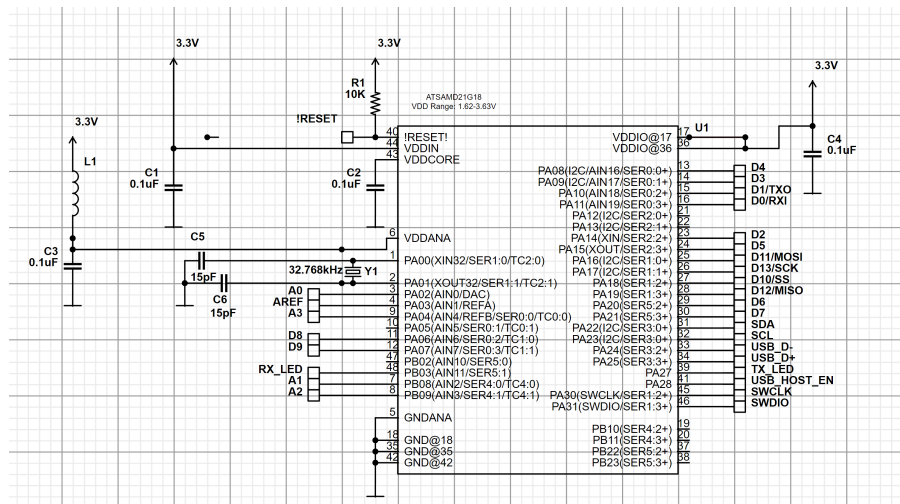 3.3V
3.3V
3.3V
3.3V
R1
10K
ATSAMD21G18
VDD Range: 1.62-3.63V
!RESET
L1
C1
0.1uF
C2
0.1uF
C3
0.1uF
C4
0.1uF
C5
15pF
C6
15pF
32.768kHz
Y1
U1
40 !RESET!
44 VDDIN
43 VDDCORE
6 VDDANA
1 PA00(XIN32/SER1:0/TC2:0)
2 PA01(XOUT32/SER1:1/TC2:1)
A0 3 PA02(AIN0/DAC)
AREF 4 PA03(AIN1/REFA)
A3 9 PA04(AIN4/REFB/SER0:0/TC0:0)
10 PA05(AIN5/SER0:1/TC0:1)
D8 11 PA06(AIN6/SER0:2/TC1:0)
D9 12 PA07(AIN7/SER0:3/TC1:1)
47 PB02(AIN10/SER5:0)
RX_LED 48 PB03(AIN11/SER5:1)
A1 7 PB08(AIN2/SER4:0/TC4:0)
A2 8 PB09(AIN3/SER4:1/TC4:1)
5 GNDANA
18 GND@18
35 GND@35
42 GND@42
VDDIO@17 17
VDDIO@36 36
PA08(I2C/AIN16/SER0:0+) 13 D4
PA09(I2C/AIN17/SER0:1+) 14 D3
PA10(AIN18/SER0:2+) 15 D1/TXO
PA11(AIN19/SER0:3+) 16 D0/RXI
PA12(I2C/SER2:0+) 21
PA13(I2C/SER2:1+) 22
PA14(XIN/SER2:2+) 23 D2
PA15(XOUT/SER2:3+) 24 D5
PA16(I2C/SER1:0+) 25 D11/MOSI
PA17(I2C/SER1:1+) 26 D13/SCK
PA18(SER1:2+) 27 D10/SS
PA19(SER1:3+) 28 D12/MISO
PA20(SER5:2+) 29 D6
PA21(SER5:3+) 30 D7
PA22(I2C/SER3:0+) 31 SDA
PA23(I2C/SER3:1+) 32 SCL
PA24(SER3:2+) 33 USB_D-
PA25(SER3:3+) 34 USB_D+
PA27 39 TX_LED
PA28 41 USB_HOST_EN
PA30(SWCLK/SER1:2+) 45 SWCLK
PA31(SWDIO/SER1:3+) 46 SWDIO
PB10(SER4:2+) 19
PB11(SER4:3+) 20
PB22(SER5:2+) 37
PB23(SER5:3+) 38